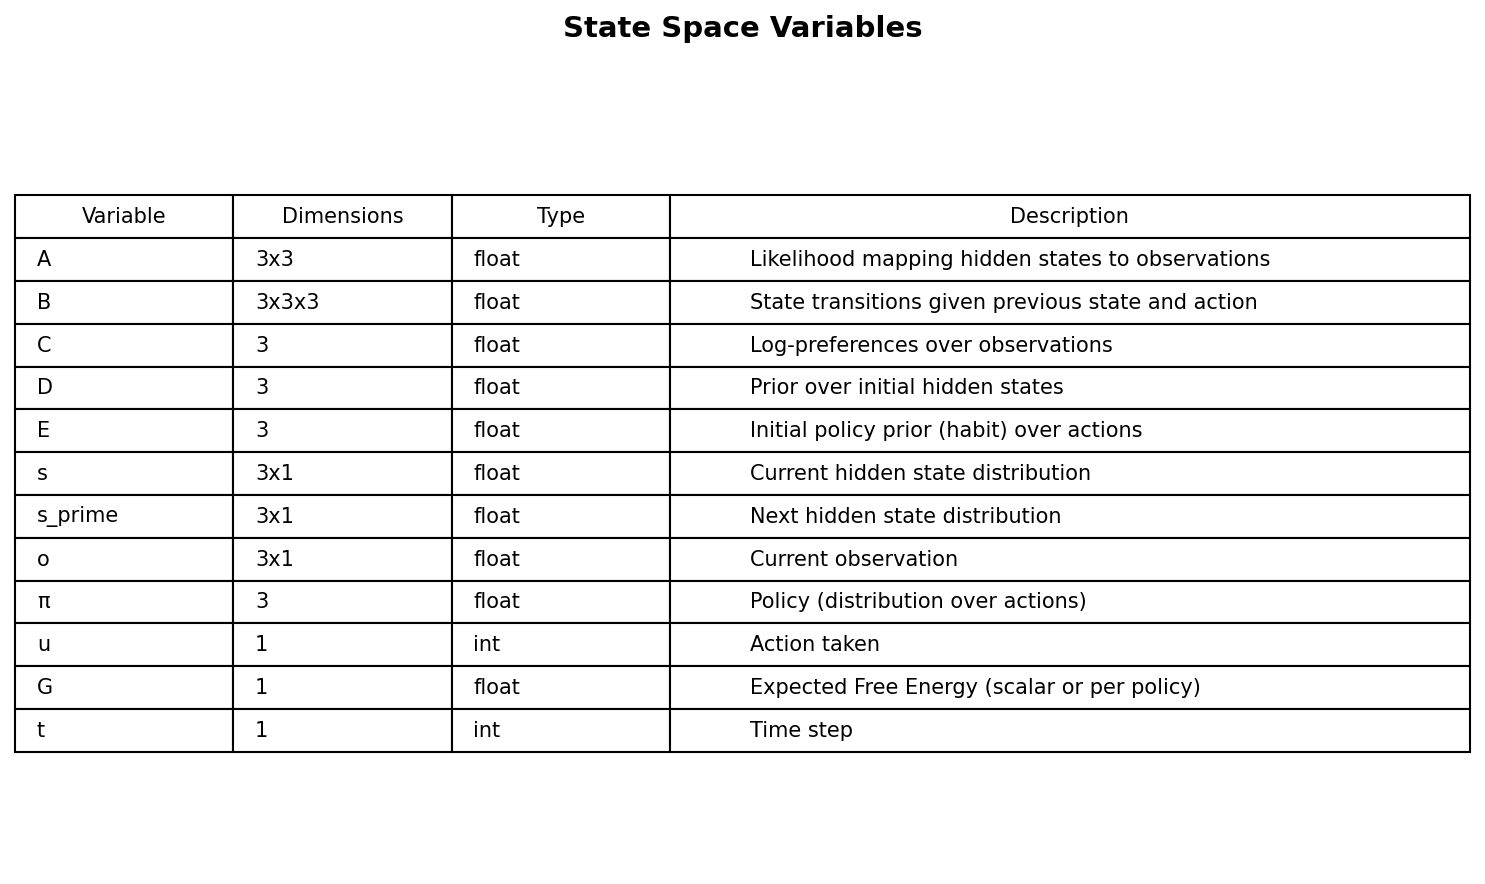 State Space Variables
Variable Dimensions Type Description
A 3x3 float Likelihood mapping hidden states to observations
B 3x3x3 float State transitions given previous state and action
C 3 float Log-preferences over observations
D 3 float Prior over initial hidden states
E 3 float Initial policy prior (habit) over actions
s 3x1 float Current hidden state distribution
s_prime 3x1 float Next hidden state distribution
o 3x1 float Current observation
π 3 float Policy (distribution over actions)
u 1 int Action taken
G 1 float Expected Free Energy (scalar or per policy)
t 1 int Time step